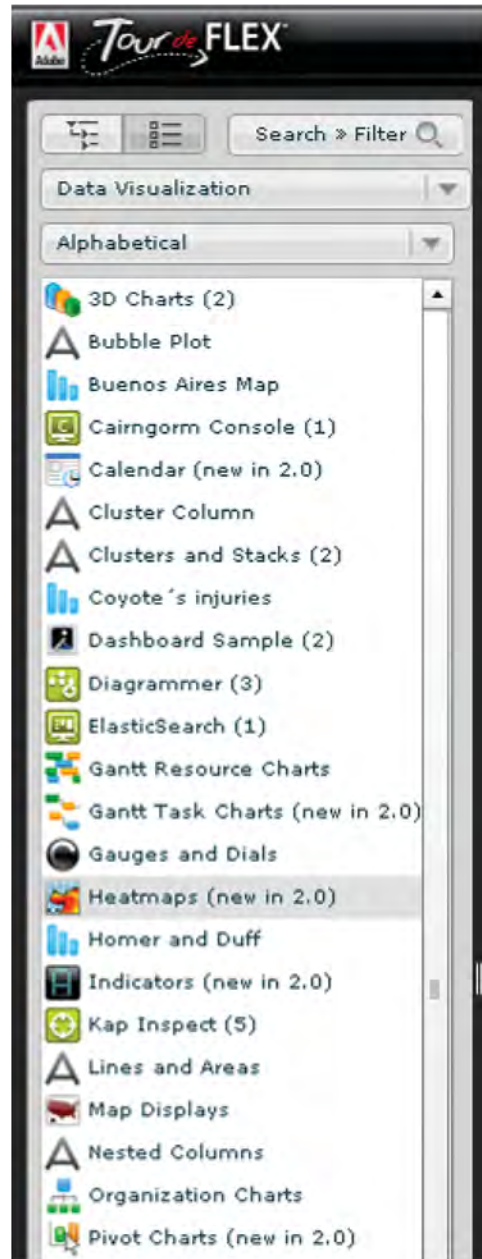 Adobe Tour de FLEX
Search » Filter
Data Visualization
Alphabetical
3D Charts (2)
Bubble Plot
Buenos Aires Map
Cairngorm Console (1)
Calendar (new in 2.0)
Cluster Column
Clusters and Stacks (2)
Coyote´s injuries
Dashboard Sample (2)
Diagrammer (3)
ElasticSearch (1)
Gantt Resource Charts
Gantt Task Charts (new in 2.0)
Gauges and Dials
Heatmaps (new in 2.0)
Homer and Duff
Indicators (new in 2.0)
Kap Inspect (5)
Lines and Areas
Map Displays
Nested Columns
Organization Charts
Pivot Charts (new in 2.0)